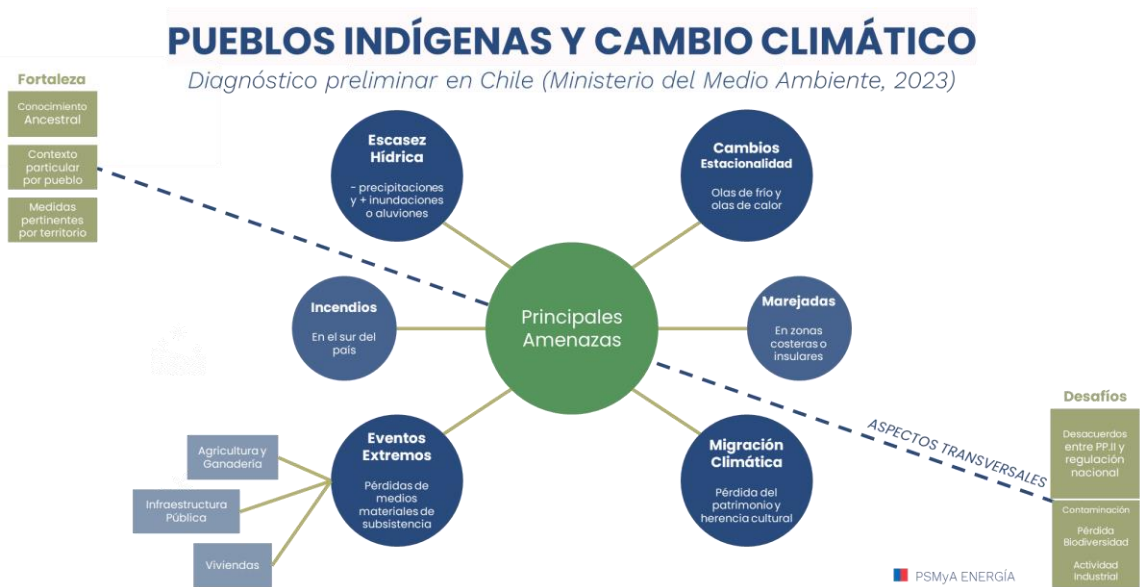 PUEBLOS INDÍGENAS Y CAMBIO CLIMÁTICO
Diagnóstico preliminar en Chile (Ministerio del Medio Ambiente, 2023)
Fortaleza
Conocimiento
Ancestral
Contexto
particular
por pueblo
Medidas
pertinentes
por territorio
Escasez
Hídrica
- precipitaciones
y + inundaciones
o aluviones
Cambios
Estacionalidad
Olas de frío y
olas de calor
Incendios
En el sur del
país
Principales
Amenazas
Marejadas
En zonas
costeras o
insulares
Eventos
Extremos
Pérdidas de
medios
materiales de
subsistencia
Agricultura y
Ganadería
Infraestructura
Pública
Viviendas
Migración
Climática
Pérdida del
patrimonio y
herencia cultural
ASPECTOS TRANSVERSALES
Desafíos
Desacuerdos
entre PP.II y
regulación
nacional
Contaminación
Pérdida
Biodiversidad
Actividad
Industrial
PSMyA ENERGÍA